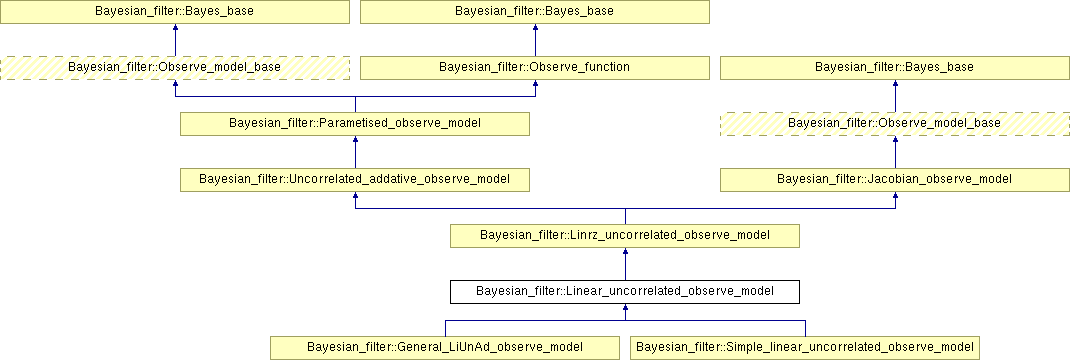 Bayesian_filter::Bayes_base
Bayesian_filter::Bayes_base
Bayesian_filter::Observe_model_base
Bayesian_filter::Observe_function
Bayesian_filter::Bayes_base
Bayesian_filter::Parametised_observe_model
Bayesian_filter::Observe_model_base
Bayesian_filter::Uncorrelated_addative_observe_model
Bayesian_filter::Jacobian_observe_model
Bayesian_filter::Linrz_uncorrelated_observe_model
Bayesian_filter::Linear_uncorrelated_observe_model
Bayesian_filter::General_LiUnAd_observe_model
Bayesian_filter::Simple_linear_uncorrelated_observe_model